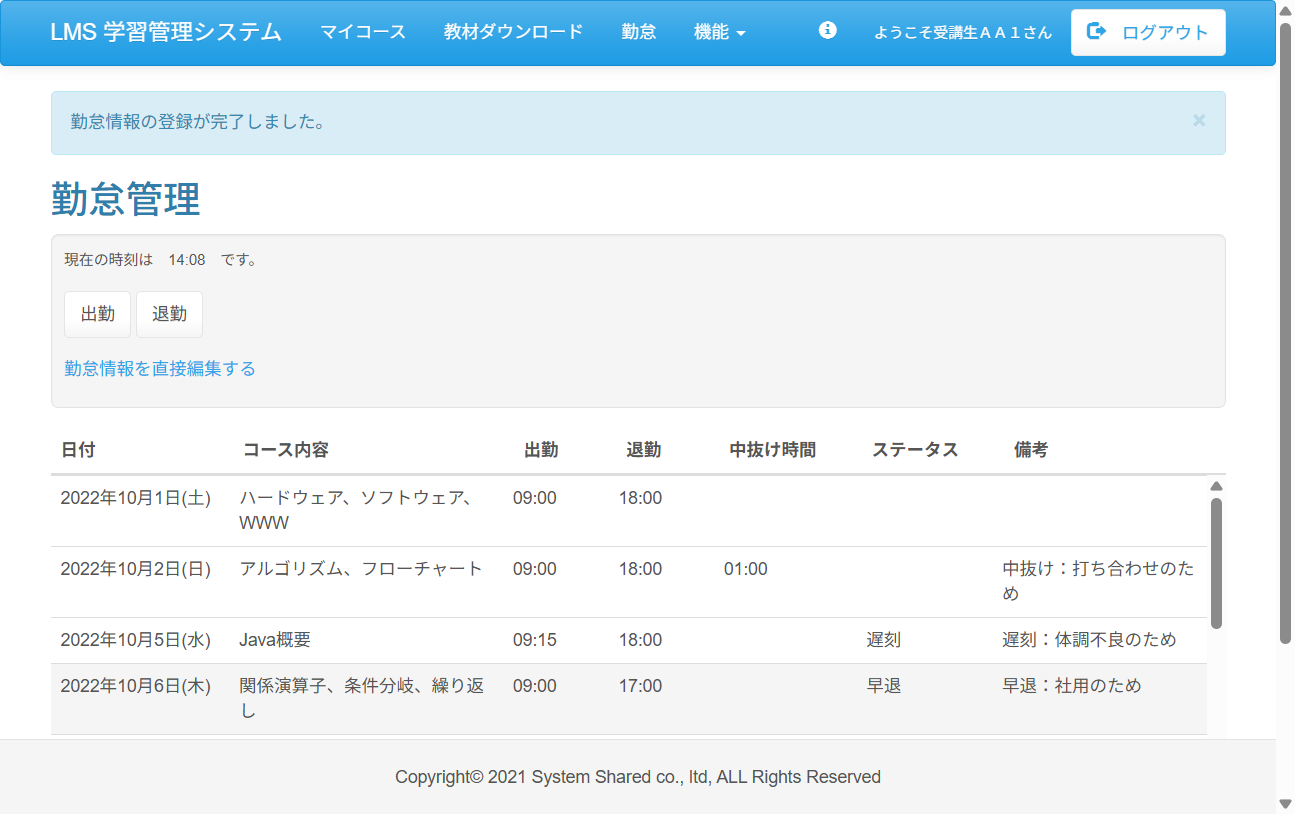 LMS 学習管理システム マイコース 教材ダウンロード 勤怠 機能 ようこそ受講生ＡＡ１さん ログアウト
勤怠情報の登録が完了しました。 ×
勤怠管理
現在の時刻は 14:08 です。
出勤 退勤
勤怠情報を直接編集する
日付 コース内容 出勤 退勤 中抜け時間 ステータス 備考
2022年10月1日(土) ハードウェア、ソフトウェア、 09:00 18:00
WWW
2022年10月2日(日) アルゴリズム、フローチャート 09:00 18:00 01:00 中抜け：打ち合わせのた
め
2022年10月5日(水) Java概要 09:15 18:00 遅刻 遅刻：体調不良のため
2022年10月6日(木) 関係演算子、条件分岐、繰り返 09:00 17:00 早退 早退：社用のため
し
Copyright© 2021 System Shared co., ltd, ALL Rights Reserved